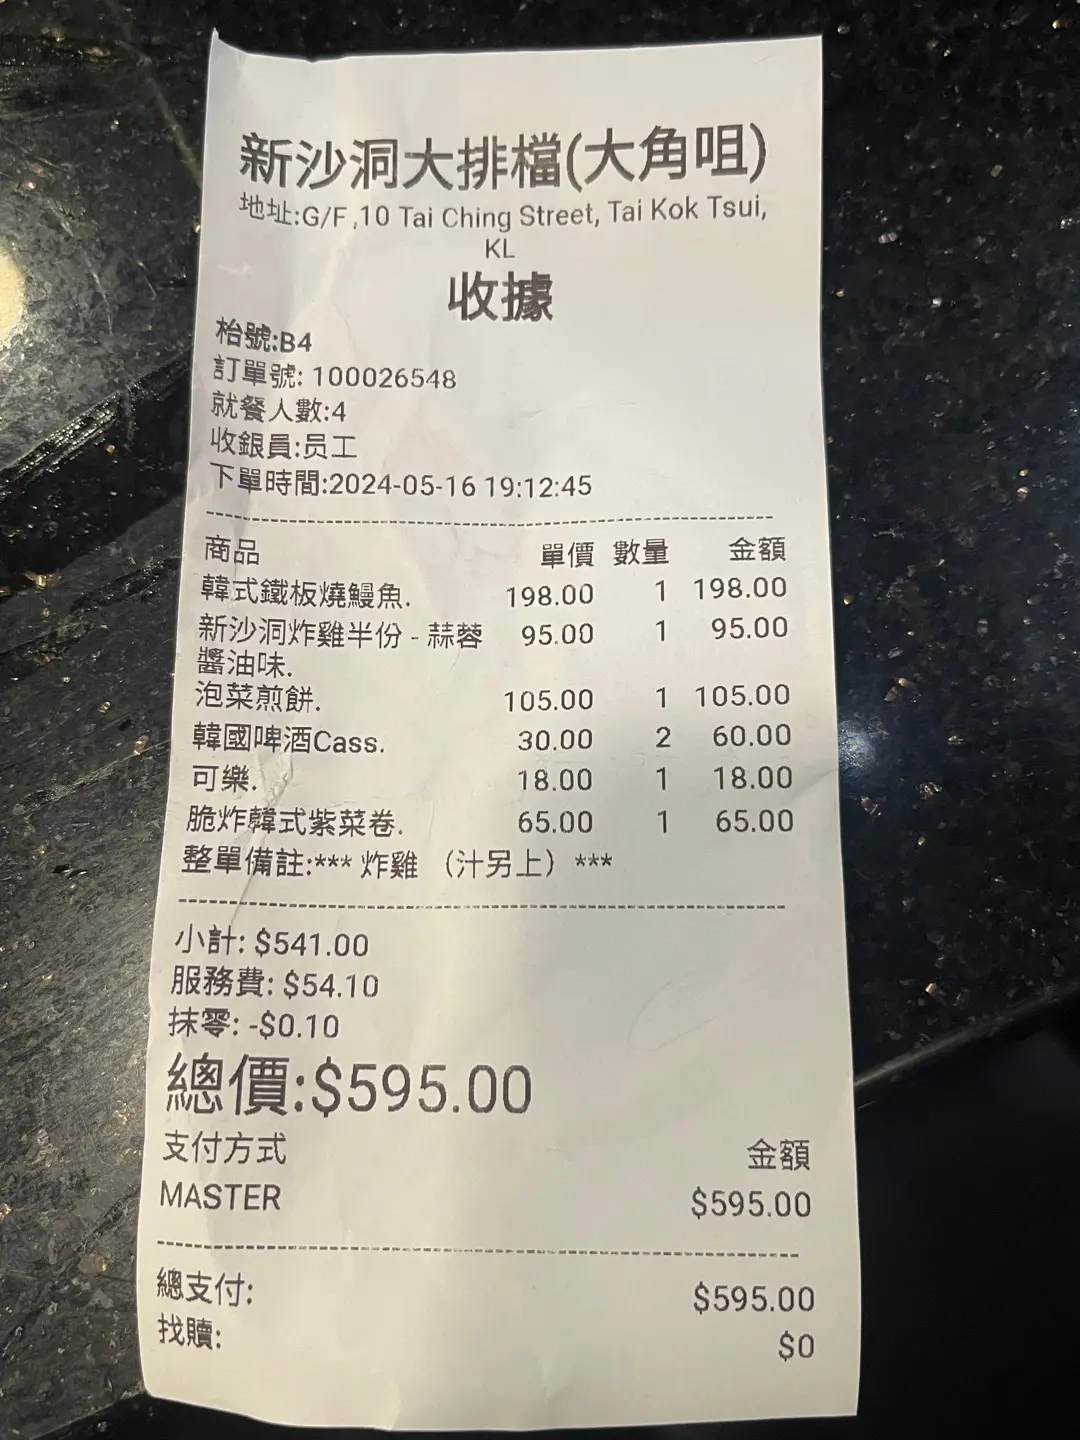 新沙洞大排檔(大角咀)
地址:G/F ,10 Tai Ching Street, Tai Kok Tsui,
KL
收據
枱號:B4
訂單號: 100026548
就餐人數:4
收銀員:员工
下單時間:2024-05-16 19:12:45
商品 單價 數量 金額
韓式鐵板燒鰻魚. 198.00 1 198.00
新沙洞炸雞半份 - 蒜蓉 95.00 1 95.00
醬油味.
泡菜煎餅. 105.00 1 105.00
韓國啤酒Cass. 30.00 2 60.00
可樂. 18.00 1 18.00
脆炸韓式紫菜卷. 65.00 1 65.00
整單備註:*** 炸雞 （汁另上） ***
小計: $541.00
服務費: $54.10
抹零: -$0.10
總價:$595.00
支付方式 金額
MASTER $595.00
總支付: $595.00
找贖: $0